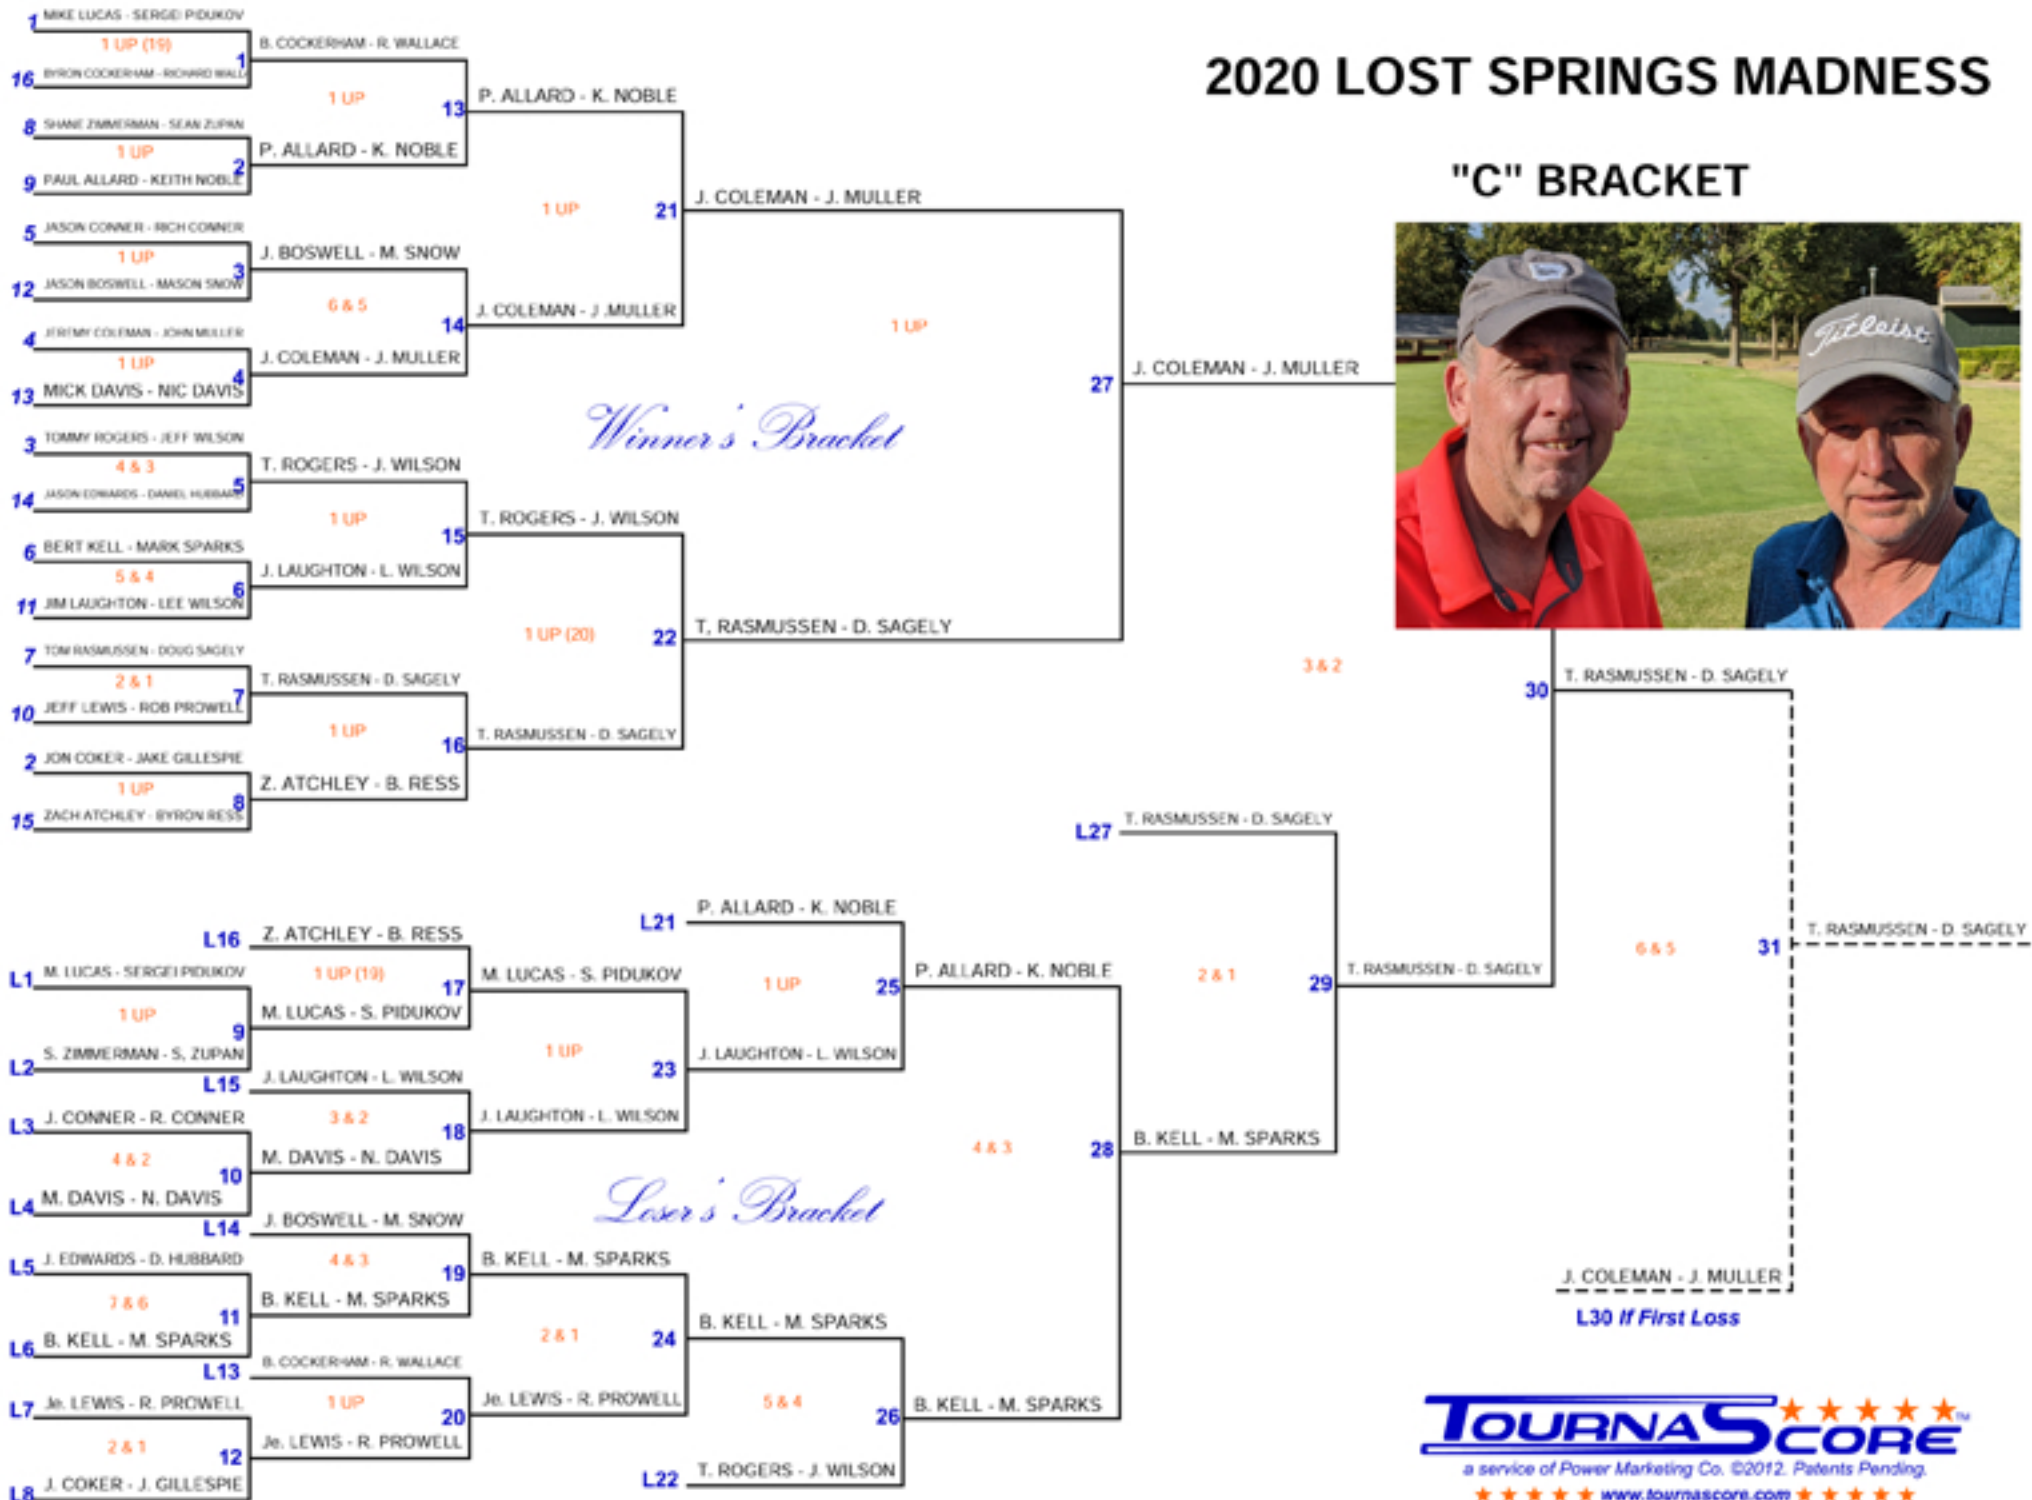 2020 LOST SPRINGS MADNESS
"C" BRACKET
Winner's Bracket
1 MIKE LUCAS - SERGEI PIDUKOV
1 UP (19)
1
16 BYRON COCKERHAM - RICHARD WALL
8 SHANE ZIMMERMAN - SEAN ZUPAN
1 UP
2
9 PAUL ALLARD - KEITH NOBLE
5 JASON CONNER - RICH CONNER
1 UP
3
12 JASON BOSWELL - MASON SNOW
4 JEREMY COLEMAN - JOHN MULLER
1 UP
4
13 MICK DAVIS - NIC DAVIS
3 TOMMY ROGERS - JEFF WILSON
4 & 3
5
14 JASON EDWARDS - DANIEL HUBBARD
6 BERT KELL - MARK SPARKS
5 & 4
6
11 JIM LAUGHTON - LEE WILSON
7 TOM RASMUSSEN - DOUG SAGELY
2 & 1
7
10 JEFF LEWIS - ROB PROWELL
2 JON COKER - JAKE GILLESPIE
1 UP
8
15 ZACH ATCHLEY - BYRON RESS
B. COCKERHAM - R. WALLACE
1 UP
13
P. ALLARD - K. NOBLE
J. BOSWELL - M. SNOW
6 & 5
14
J. COLEMAN - J. MULLER
T. ROGERS - J. WILSON
1 UP
15
J. LAUGHTON - L. WILSON
T. RASMUSSEN - D. SAGELY
1 UP
16
Z. ATCHLEY - B. RESS
P. ALLARD - K. NOBLE
1 UP
21
J. COLEMAN - J .MULLER
T. ROGERS - J. WILSON
1 UP (20)
22
T. RASMUSSEN - D. SAGELY
J. COLEMAN - J. MULLER
1 UP
27
T, RASMUSSEN - D. SAGELY
J. COLEMAN - J. MULLER
Titleist
3 & 2
30
T. RASMUSSEN - D. SAGELY
Loser's Bracket
L1 M. LUCAS - SERGEI PIDUKOV
1 UP
9
L2 S. ZIMMERMAN - S, ZUPAN
L3 J. CONNER - R. CONNER
4 & 2
10
L4 M. DAVIS - N. DAVIS
L5 J. EDWARDS - D. HUBBARD
7 & 6
11
L6 B. KELL - M. SPARKS
L7 Je. LEWIS - R. PROWELL
2 & 1
12
L8 J. COKER - J. GILLESPIE
L16 Z. ATCHLEY - B. RESS
1 UP (19)
17
M. LUCAS - S. PIDUKOV
L15 J. LAUGHTON - L. WILSON
3 & 2
18
M. DAVIS - N. DAVIS
L14 J. BOSWELL - M. SNOW
4 & 3
19
B. KELL - M. SPARKS
L13 B. COCKERHAM - R. WALLACE
1 UP
20
Je. LEWIS - R. PROWELL
M. LUCAS - S. PIDUKOV
1 UP
23
J. LAUGHTON - L. WILSON
B. KELL - M. SPARKS
2 & 1
24
Je. LEWIS - R. PROWELL
L21 P. ALLARD - K. NOBLE
1 UP
25
J. LAUGHTON - L. WILSON
B. KELL - M. SPARKS
5 & 4
26
L22 T. ROGERS - J. WILSON
P. ALLARD - K. NOBLE
4 & 3
28
B. KELL - M. SPARKS
L27 T. RASMUSSEN - D. SAGELY
2 & 1
29
B. KELL - M. SPARKS
T. RASMUSSEN - D. SAGELY
6 & 5
31
T. RASMUSSEN - D. SAGELY
J. COLEMAN - J. MULLER
L30 If First Loss
TOURNASCORE™
a service of Power Marketing Co. ©2012. Patents Pending.
www.tournascore.com